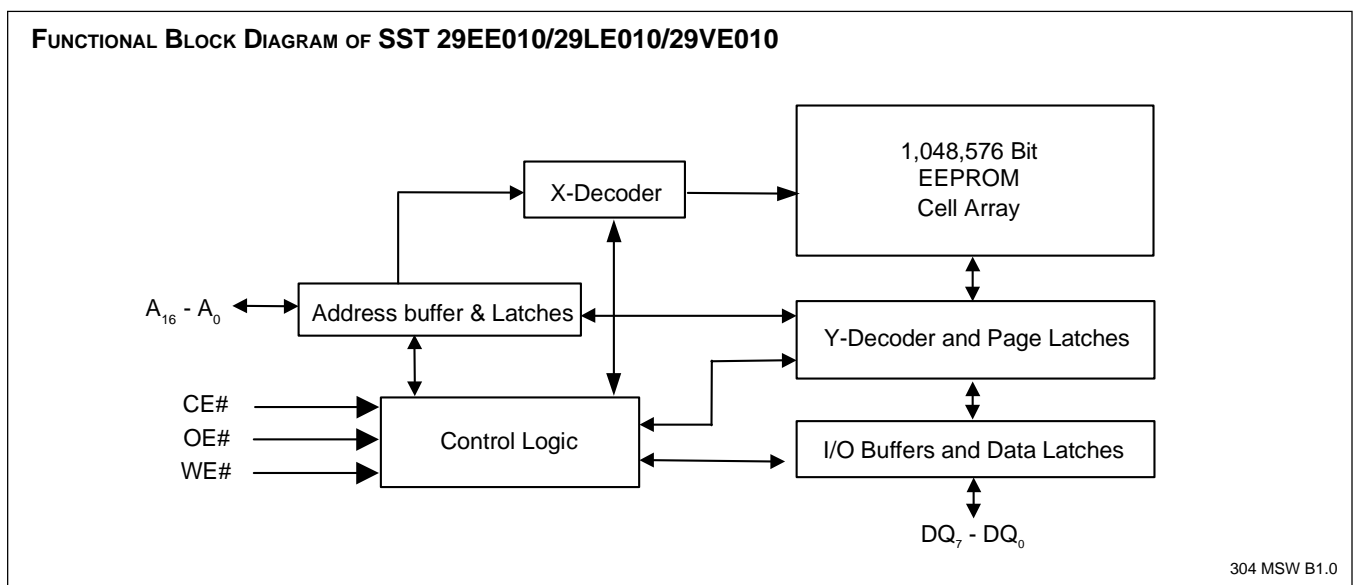 FUNCTIONAL BLOCK DIAGRAM OF SST 29EE010/29LE010/29VE010
1,048,576 Bit
EEPROM
Cell Array
X-Decoder
A16 - A0
Address buffer & Latches
Y-Decoder and Page Latches
CE#
OE#
WE#
Control Logic
I/O Buffers and Data Latches
DQ7 - DQ0
304 MSW B1.0